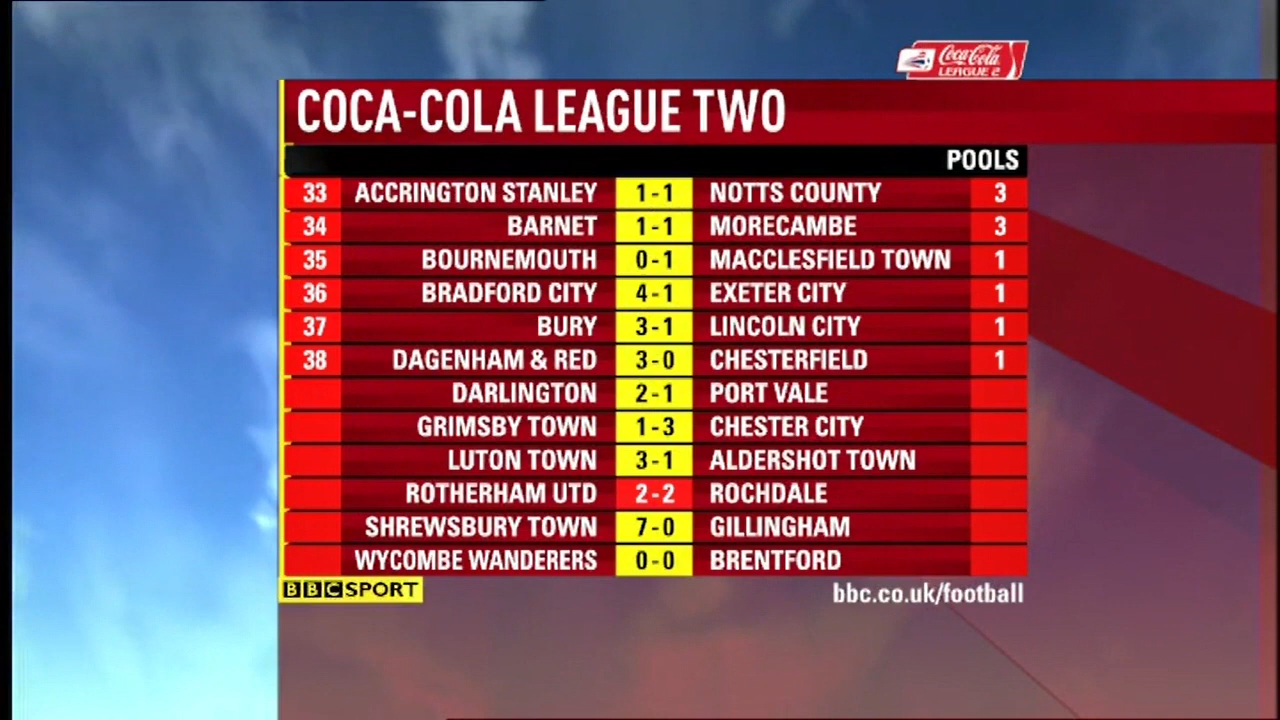 Coca-Cola
LEAGUE 2
COCA-COLA LEAGUE TWO
POOLS
33 ACCRINGTON STANLEY 1-1 NOTTS COUNTY 3
34 BARNET 1-1 MORECAMBE 3
35 BOURNEMOUTH 0-1 MACCLESFIELD TOWN 1
36 BRADFORD CITY 4-1 EXETER CITY 1
37 BURY 3-1 LINCOLN CITY 1
38 DAGENHAM & RED 3-0 CHESTERFIELD 1
DARLINGTON 2-1 PORT VALE
GRIMSBY TOWN 1-3 CHESTER CITY
LUTON TOWN 3-1 ALDERSHOT TOWN
ROTHERHAM UTD 2-2 ROCHDALE
SHREWSBURY TOWN 7-0 GILLINGHAM
WYCOMBE WANDERERS 0-0 BRENTFORD
BBC SPORT bbc.co.uk/football